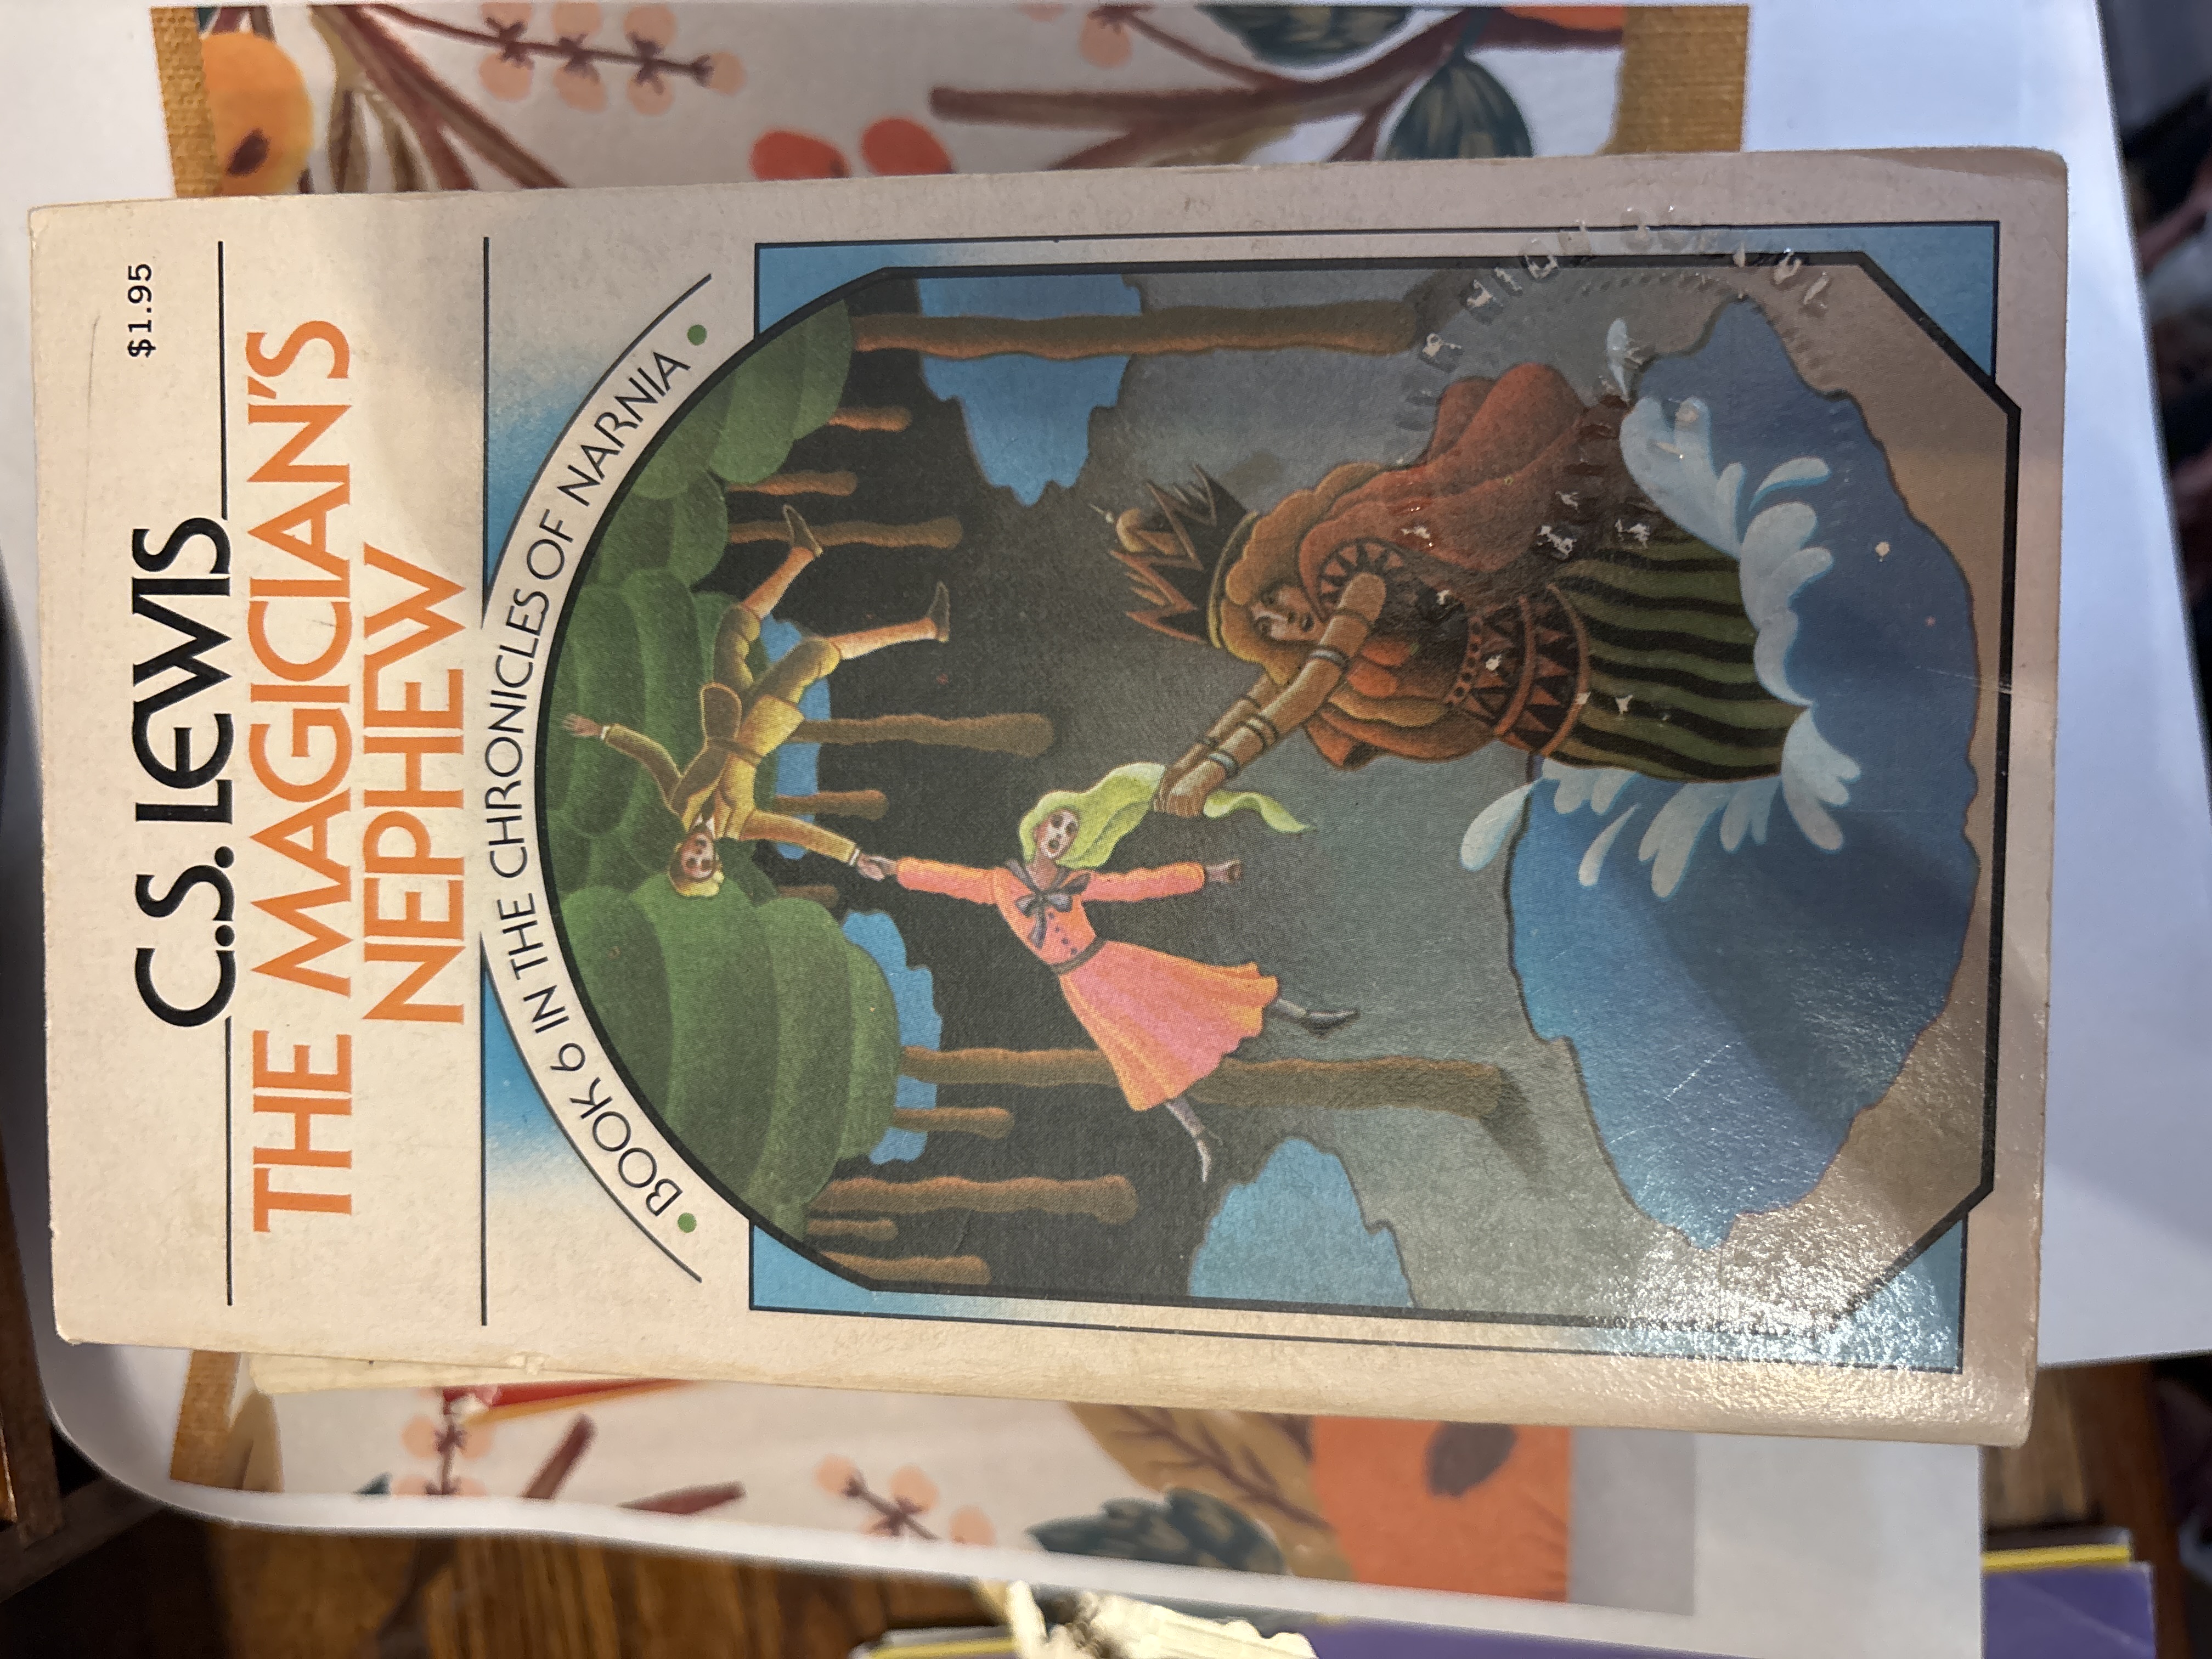 $1.95
C.S. LEWIS
THE MAGICIAN'S
NEPHEW
• BOOK 6 IN THE CHRONICLES OF NARNIA •